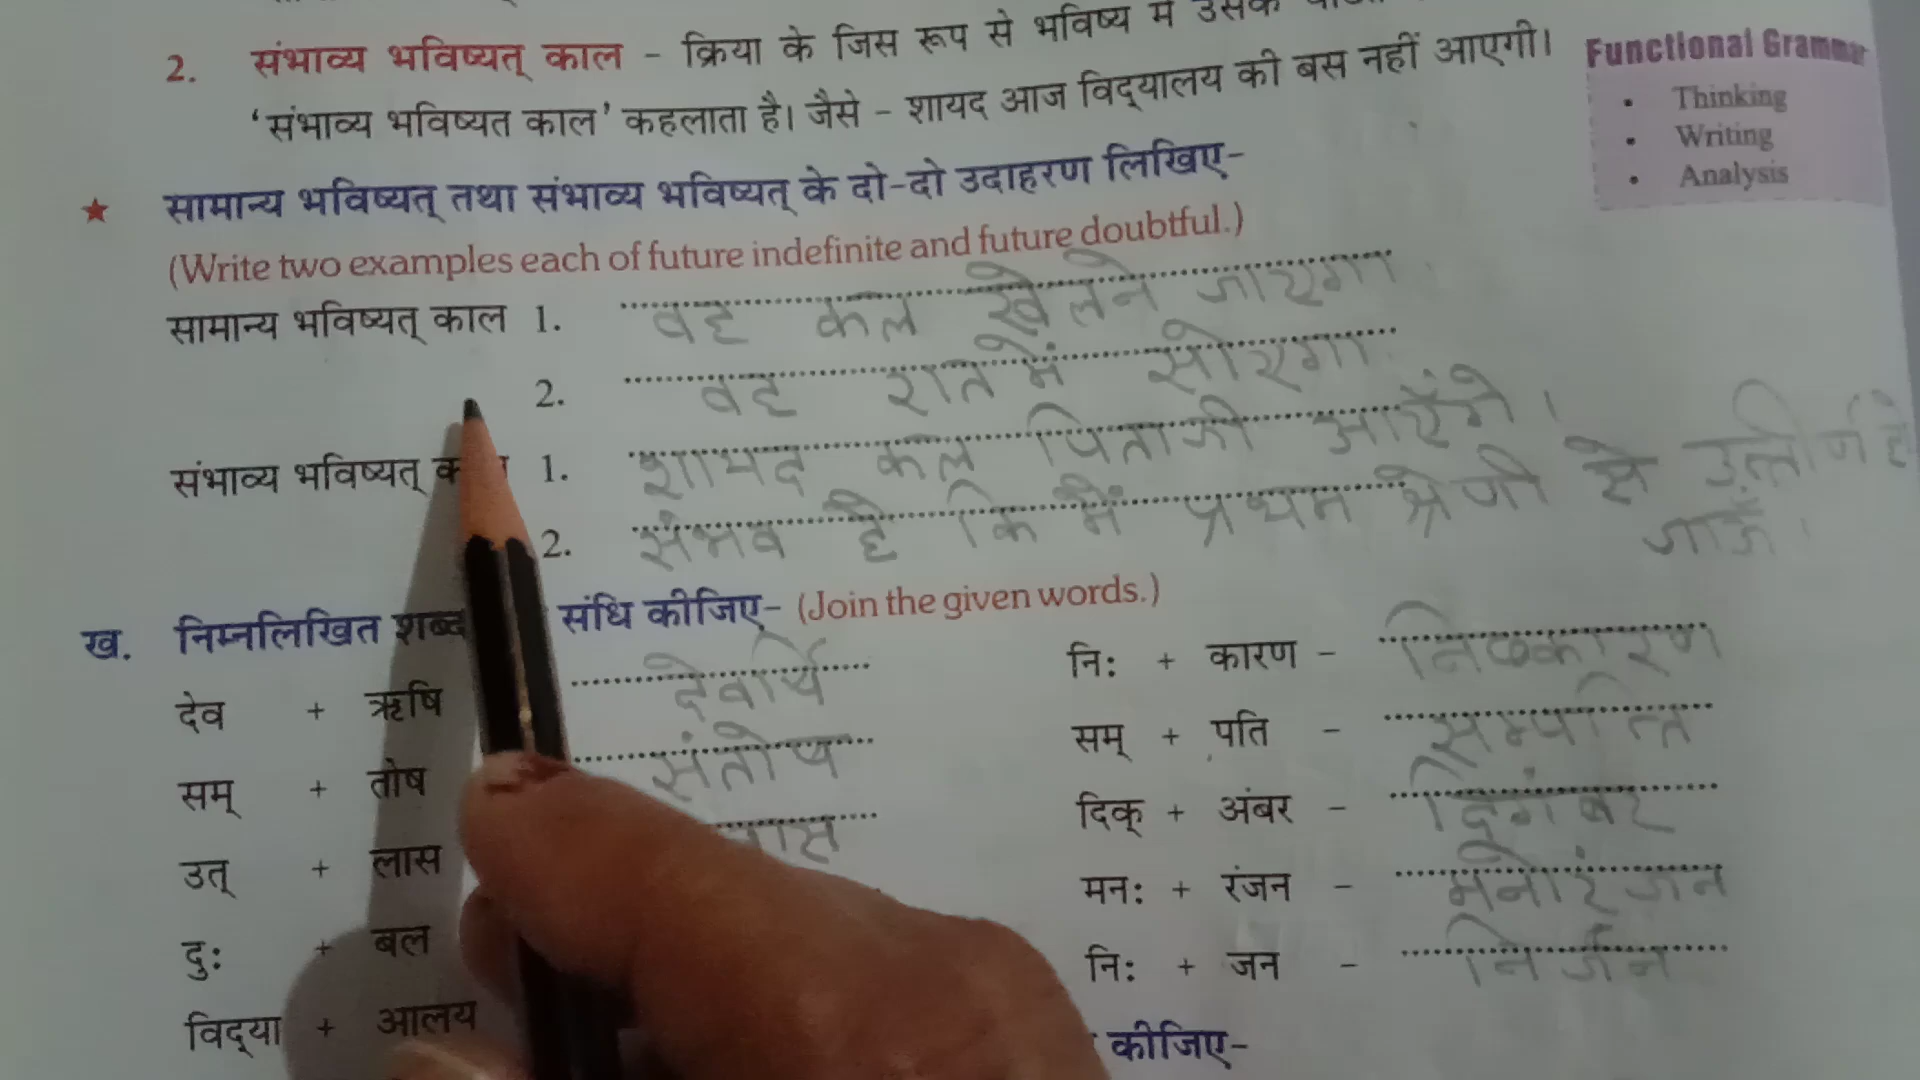 2. संभाव्य भविष्यत् काल - क्रिया के जिस रूप से भविष्य में उसके
'संभाव्य भविष्यत काल' कहलाता है। जैसे - शायद आज विद्यालय की बस नहीं आएगी।
Functional Grammar
• Thinking
• Writing
• Analysis
★ सामान्य भविष्यत् तथा संभाव्य भविष्यत् के दो-दो उदाहरण लिखिए-
(Write two examples each of future indefinite and future doubtful.)
सामान्य भविष्यत् काल 1. वह कल खेलने जाएगा
2. वह रात में सोएगा
संभाव्य भविष्यत् 1. शायद कल पिताजी आएँगे।
2. संभव है कि मैं प्रथम श्रेणी से उत्तीर्ण हो
जाऊँ।
ख. निम्नलिखित शब्द संधि कीजिए- (Join the given words.)
देव + ऋषि देवर्षि
सम् + तोष संतोष
उत् + लास
दुः + बल
विद्या + आलय
निः + कारण - निष्कारण
सम् + पति - सम्पत्ति
दिक् + अंबर - दिगंबर
मनः + रंजन - मनोरंजन
निः + जन - निर्जन
कीजिए-